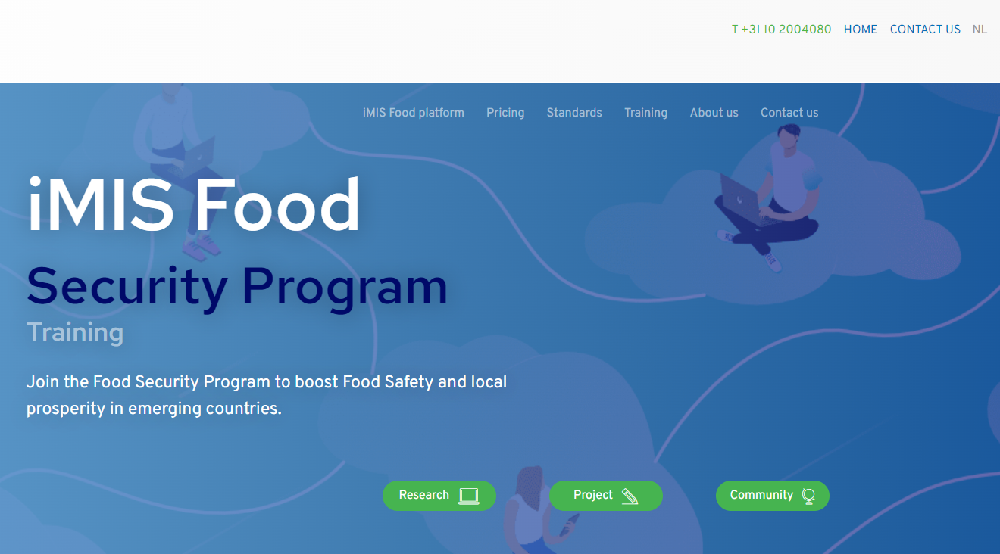 T +31 10 2004080 HOME CONTACT US NL
iMIS Food platform Pricing Standards Training About us Contact us
iMIS Food
Security Program
Training
Join the Food Security Program to boost Food Safety and local
prosperity in emerging countries.
Research Project Community